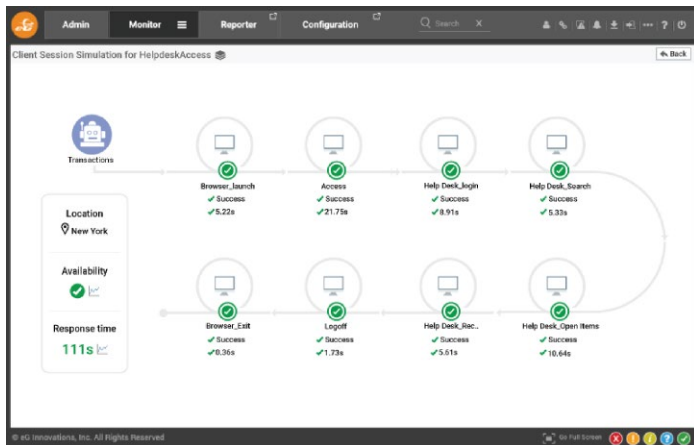 eG Admin Monitor Reporter Configuration Search X
Client Session Simulation for HelpdeskAccess Back
Transactions
Browser_launch Access Help Desk_login Help Desk_Search
Success Success Success Success
5.22s 21.75s 8.91s 5.33s
Location
New York
Availability
Response time
111s
Browser_Exit Logoff Help Desk_Rec.. Help Desk_Open Items
Success Success Success Success
0.36s 1.73s 5.61s 10.64s
© eG Innovations, Inc. All Rights Reserved Go Full Screen